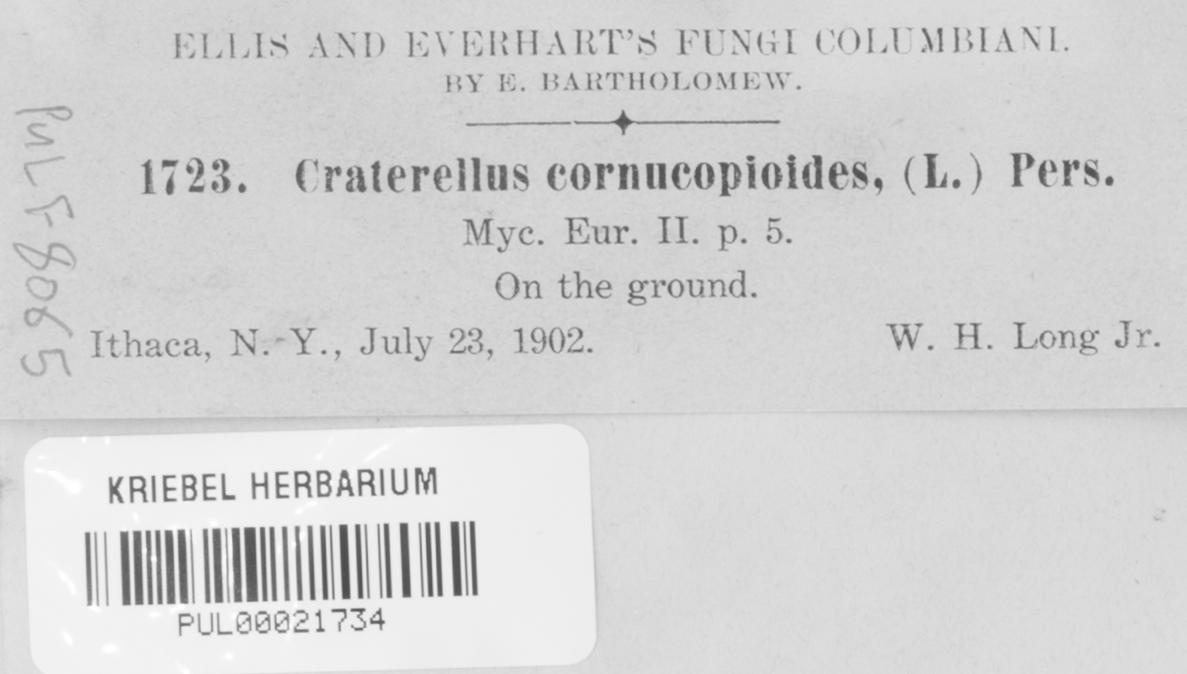 ELLIS AND EVERHART'S FUNGI COLUMBIANI.
BY E. BARTHOLOMEW.
1723. Craterellus cornucopioides, (L.) Pers.
Myc. Eur. II. p. 5.
On the ground.
Ithaca, N. Y., July 23, 1902. W. H. Long Jr.
PUL F8065
KRIEBEL HERBARIUM
PUL00021734